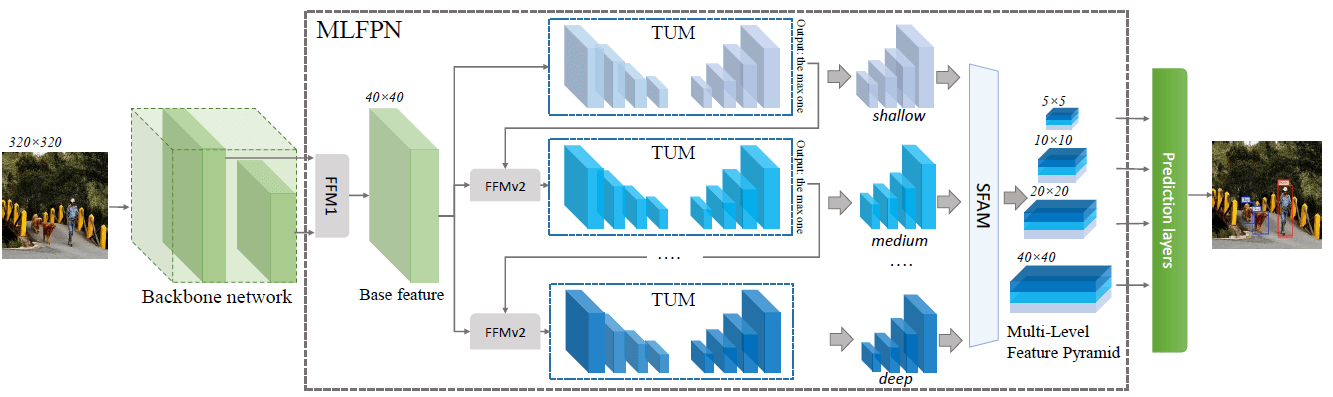 MLFPN
320×320
Backbone network
FFM1
40×40
Base feature
TUM
Output: the max one
shallow
FFMv2
TUM
Output: the max one
medium
....
....
FFMv2
TUM
deep
SFAM
5×5
10×10
20×20
40×40
Multi-Level
Feature Pyramid
Prediction layers